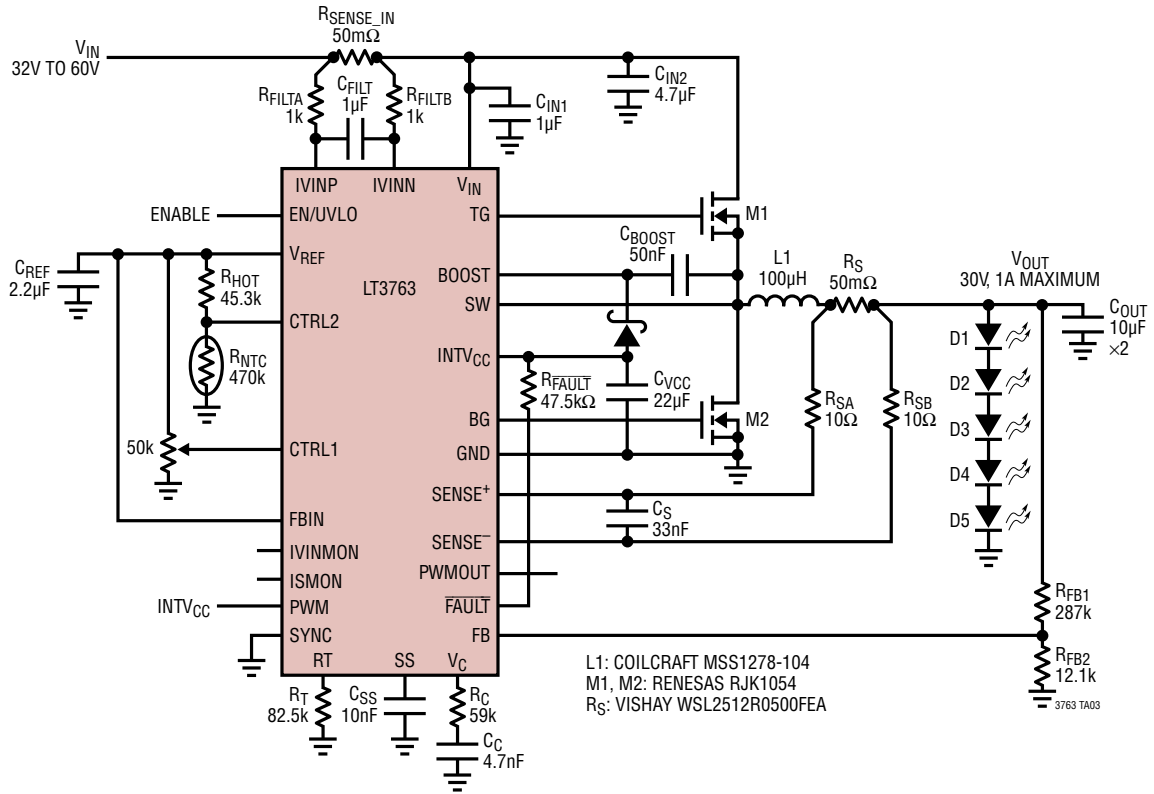 RSENSE_IN
50mΩ
VIN
32V TO 60V
RFILTA
1k
CFILT
1µF
RFILTB
1k
CIN1
1µF
CIN2
4.7µF
IVINP
IVINN
VIN
ENABLE
EN/UVLO
TG
M1
VREF
CREF
2.2µF
RHOT
45.3k
LT3763
BOOST
CBOOST
50nF
SW
L1
100µH
RS
50mΩ
VOUT
30V, 1A MAXIMUM
COUT
10µF
×2
CTRL2
RNTC
470k
INTVCC
RFAULT
47.5kΩ
CVCC
22µF
BG
M2
GND
RSA
10Ω
RSB
10Ω
D1
D2
D3
D4
D5
50k
CTRL1
SENSE+
CS
33nF
SENSE–
FBIN
IVINMON
ISMON
PWMOUT
INTVCC
PWM
FAULT
SYNC
FB
RFB1
287k
RFB2
12.1k
RT
SS
VC
RT
82.5k
CSS
10nF
RC
59k
CC
4.7nF
L1: COILCRAFT MSS1278-104
M1, M2: RENESAS RJK1054
RS: VISHAY WSL2512R0500FEA
3763 TA03